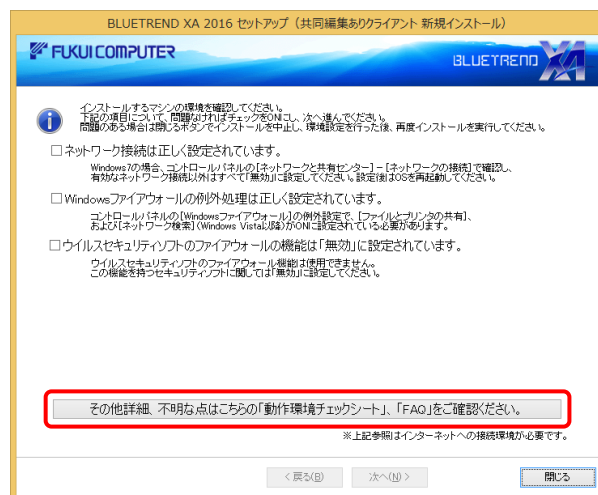 BLUETREND XA 2016 セットアップ（共同編集ありクライアント 新規インストール）
FUKUI COMPUTER
BLUETREND XA
インストールするマシンの環境を確認してください。
下記の項目について、問題なければチェックをONにし、次へ進んでください。
問題のある場合は閉じるボタンでインストールを中止し、環境設定を行った後、再度インストールを実行してください。
ネットワーク接続は正しく設定されています。
Windows7の場合、コントロールパネルの[ネットワークと共有センター]－[ネットワークの接続]で確認し、
有効なネットワーク接続以外はすべて「無効」に設定してください。設定後はOSを再起動してください。
Windowsファイアウォールの例外処理は正しく設定されています。
コントロールパネルの[Windowsファイアウォール]の例外設定で、[ファイルとプリンタの共有]、
及び[ネットワーク検索](Windows Vista以降)がONに設定されている必要があります。
ウイルスセキュリティソフトのファイアウォールの機能は「無効」に設定されています。
ウイルスセキュリティソフトのファイアウォール機能は使用できません。
この機能を持つセキュリティソフトに関しては「無効」に設定してください。
その他詳細、不明な点はこちらの「動作環境チェックシート」、「FAQ」をご確認ください。
※上記参照はインターネットへの接続環境が必要です。
< 戻る(B) 次へ(N) > 閉じる